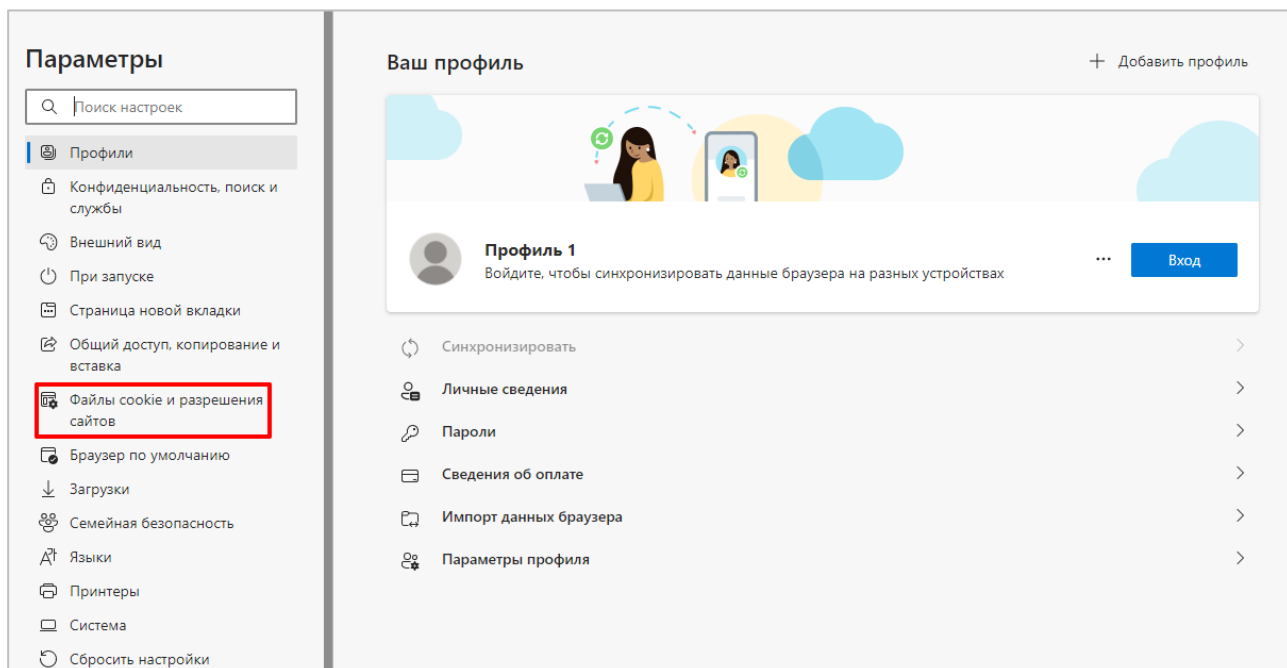 Параметры
Поиск настроек
Профили
Конфиденциальность, поиск и
службы
Внешний вид
При запуске
Страница новой вкладки
Общий доступ, копирование и
вставка
Файлы cookie и разрешения
сайтов
Браузер по умолчанию
Загрузки
Семейная безопасность
Языки
Принтеры
Система
Сбросить настройки
Ваш профиль
Добавить профиль
Профиль 1
Войдите, чтобы синхронизировать данные браузера на разных устройствах
Вход
Синхронизировать
Личные сведения
Пароли
Сведения об оплате
Импорт данных браузера
Параметры профиля